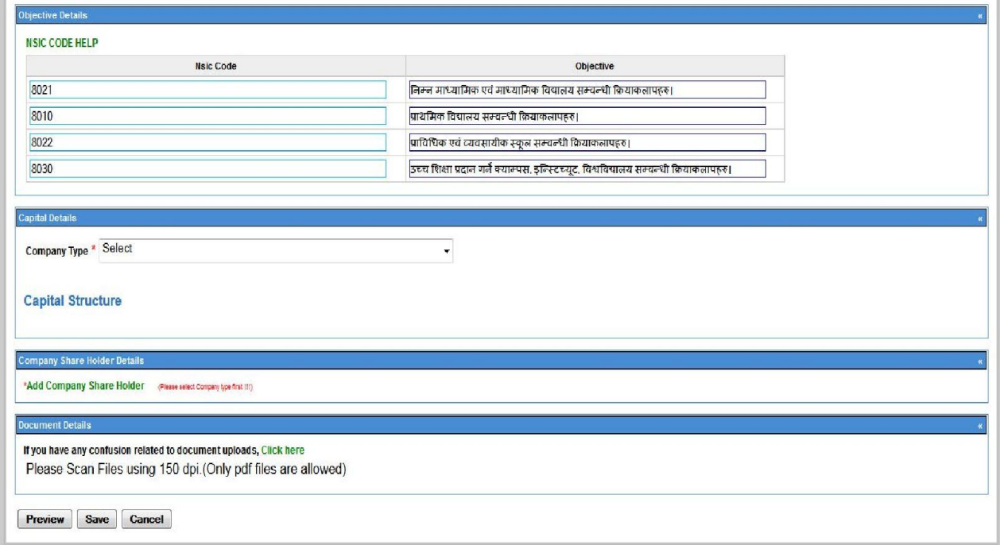 Objective Details «
NSIC CODE HELP
Nsic Code Objective
8021 निम्न माध्यामिक एवं माध्यामिक विद्यालय सम्वन्धी क्रियाकलापहरु।
8010 प्राथमिक विद्यालय सम्वन्धी क्रियाकलापहरु।
8022 प्राविधिक एवं व्यवसायीक स्कूल सम्वन्धी क्रियाकलापहरु।
8030 उच्च शिक्षा प्रदान गर्ने क्याम्पस, इन्स्टिच्यूट, विश्वविद्यालय सम्वन्धी क्रियाकलापहरु।
Capital Details «
Company Type * Select
Capital Structure
Company Share Holder Details «
*Add Company Share Holder (Please select Company type first !!!)
Document Details «
If you have any confusion related to document uploads, Click here
Please Scan Files using 150 dpi.(Only pdf files are allowed)
Preview Save Cancel